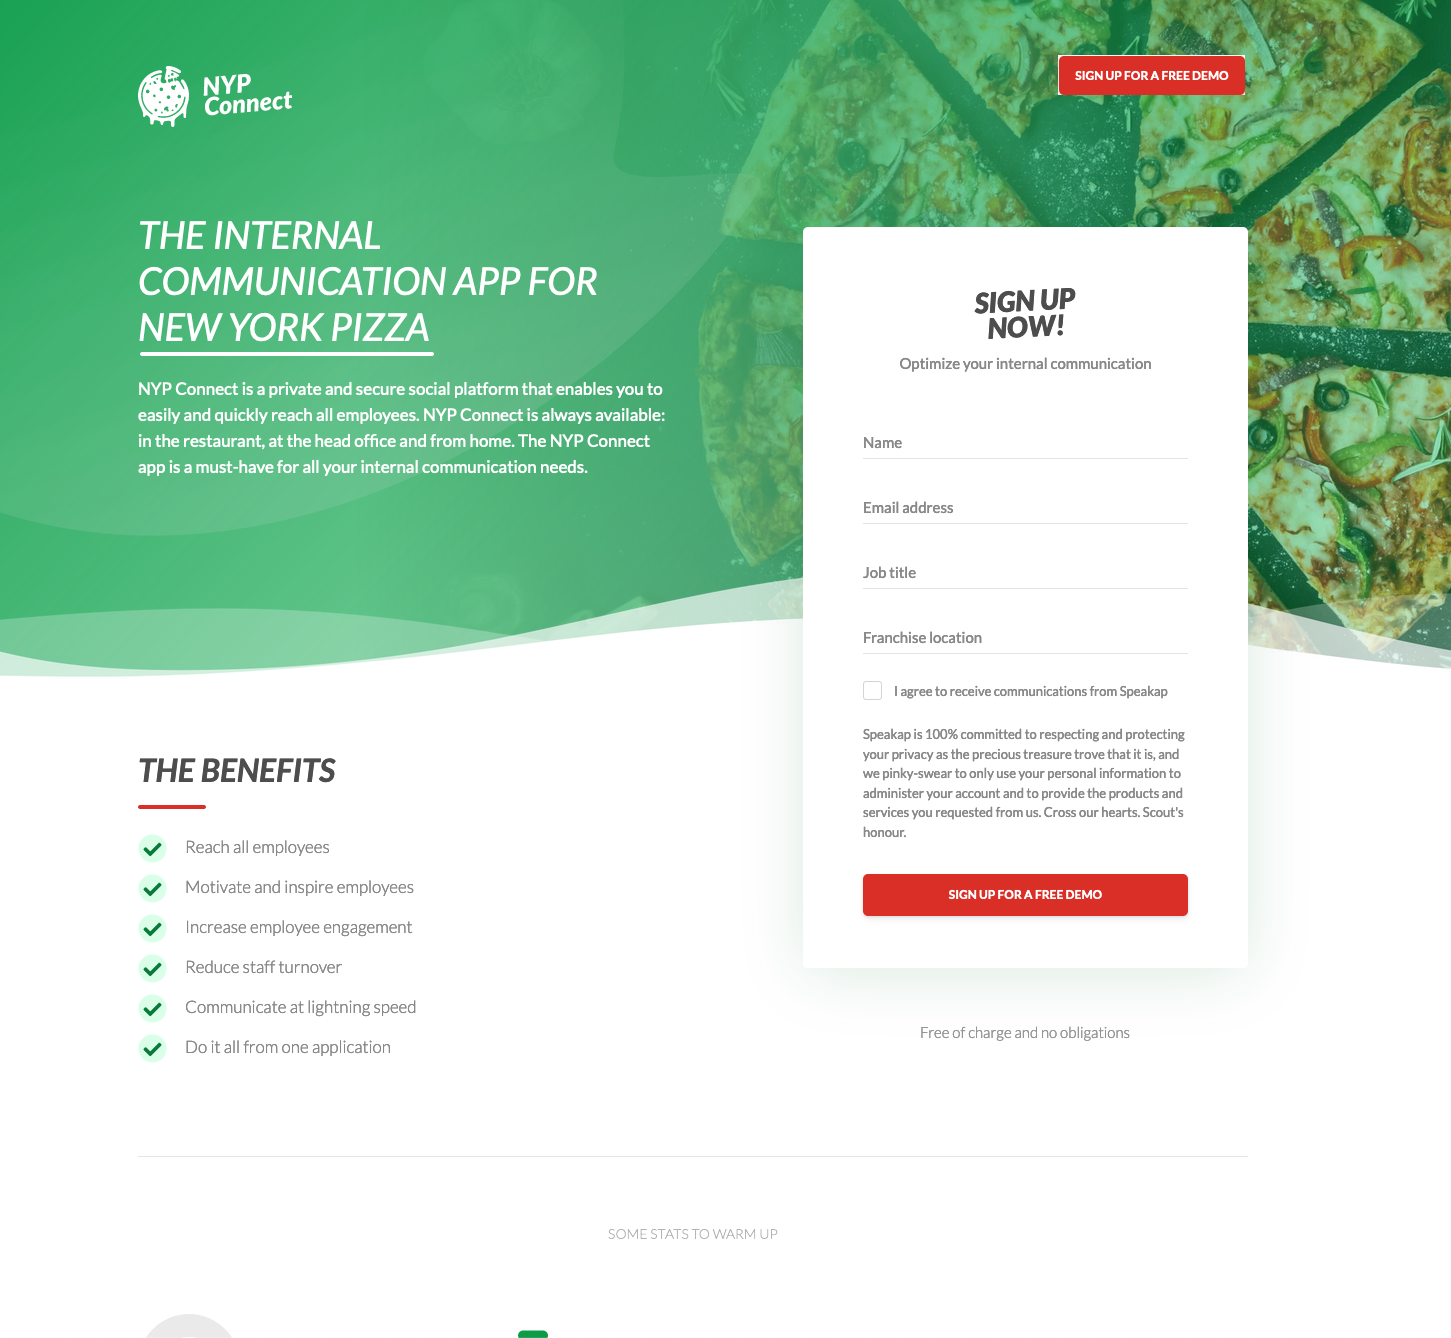 NYP
Connect
SIGN UP FOR A FREE DEMO
THE INTERNAL
COMMUNICATION APP FOR
NEW YORK PIZZA
NYP Connect is a private and secure social platform that enables you to
easily and quickly reach all employees. NYP Connect is always available:
in the restaurant, at the head office and from home. The NYP Connect
app is a must-have for all your internal communication needs.
SIGN UP
NOW!
Optimize your internal communication
Name
Email address
Job title
Franchise location
I agree to receive communications from Speakap
Speakap is 100% committed to respecting and protecting
your privacy as the precious treasure trove that it is, and
we pinky-swear to only use your personal information to
administer your account and to provide the products and
services you requested from us. Cross our hearts. Scout's
honour.
SIGN UP FOR A FREE DEMO
Free of charge and no obligations
THE BENEFITS
Reach all employees
Motivate and inspire employees
Increase employee engagement
Reduce staff turnover
Communicate at lightning speed
Do it all from one application
SOME STATS TO WARM UP